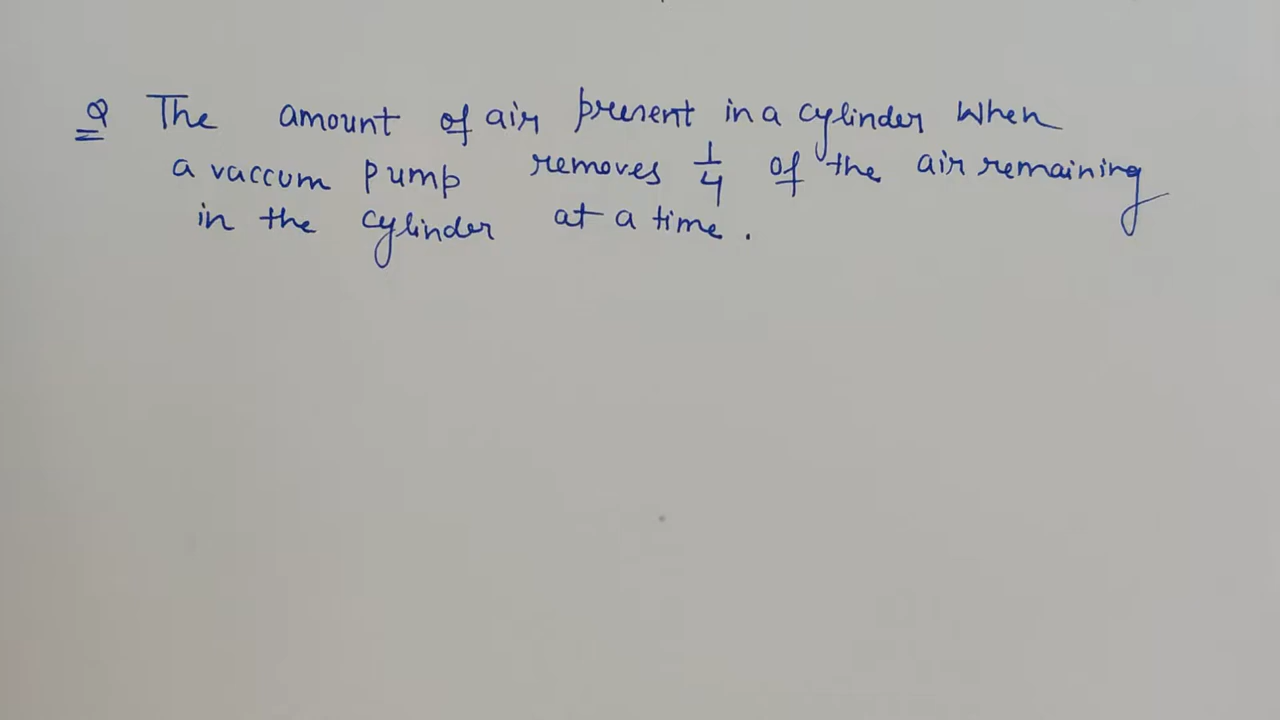 Q The amount of air present in a cylinder when
a vaccum pump removes 1/4 of the air remaining
in the cylinder at a time.